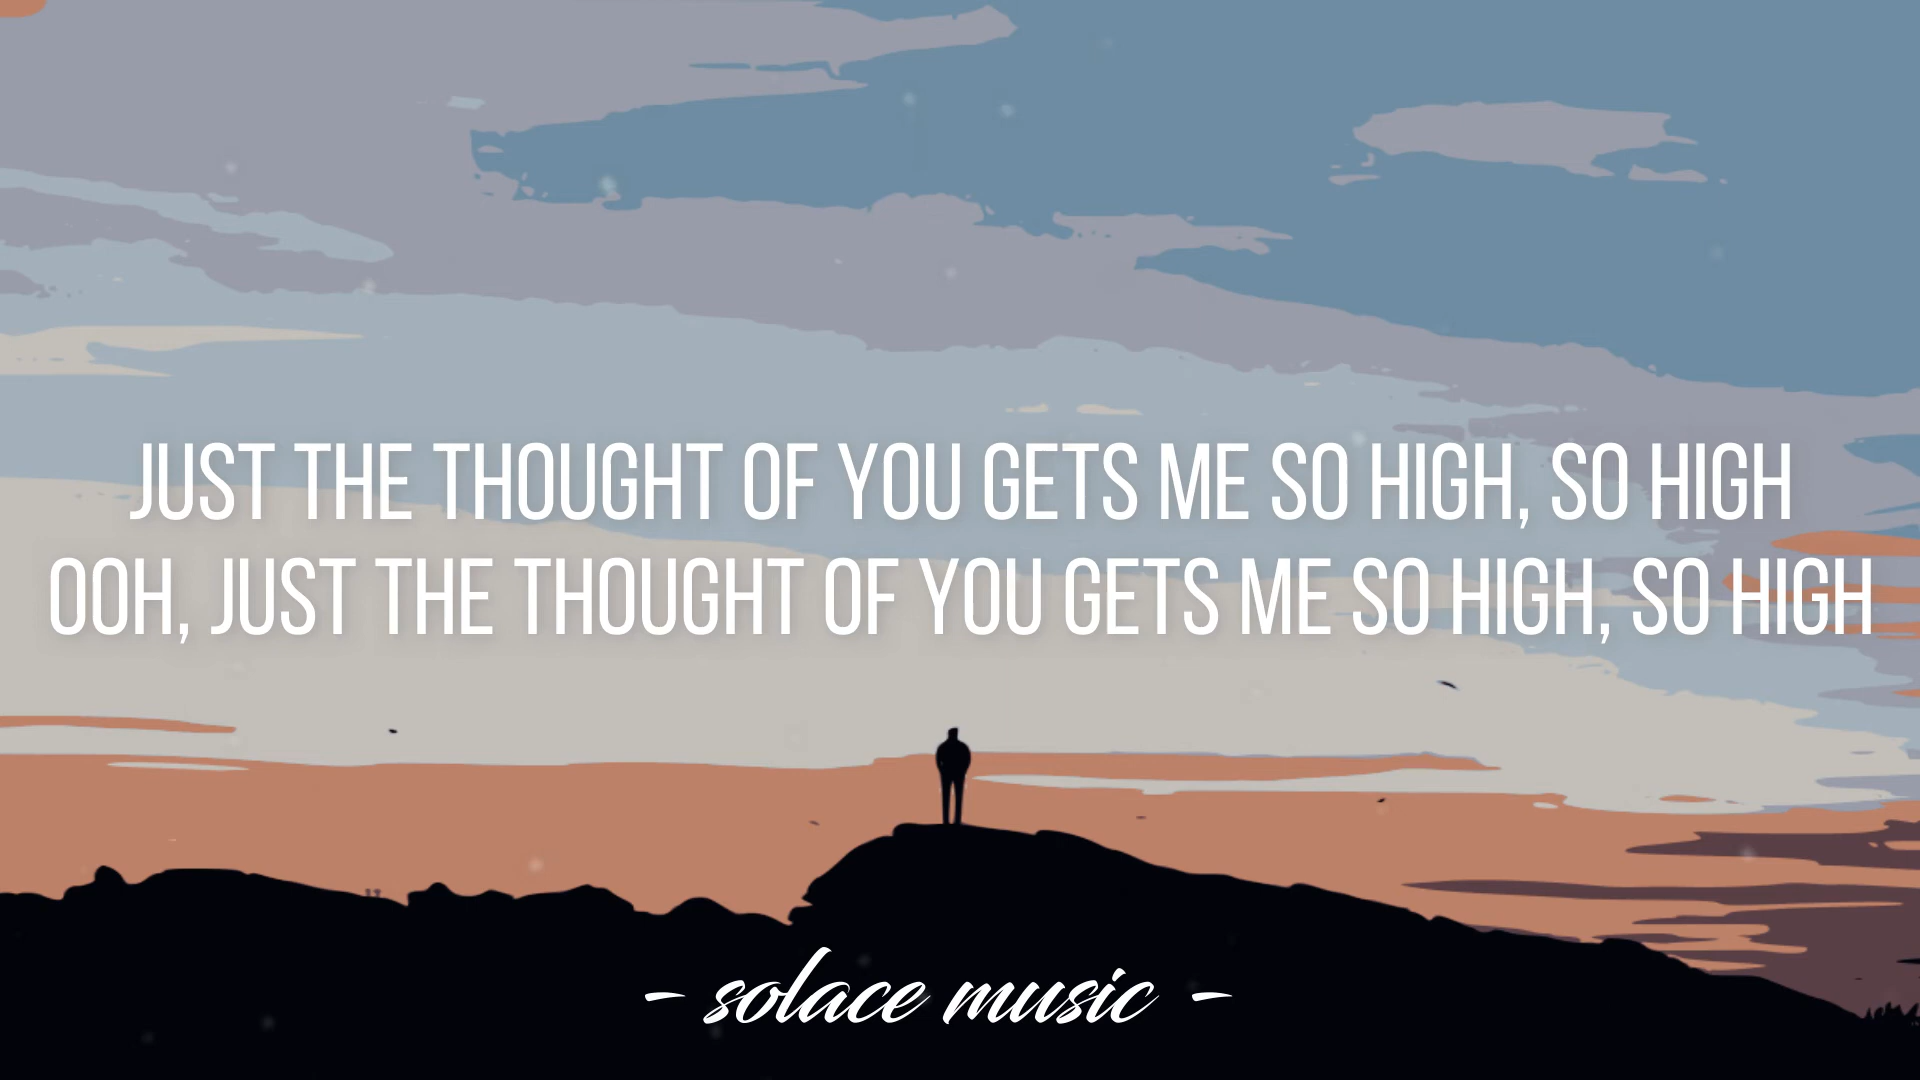 JUST THE THOUGHT OF YOU GETS ME SO HIGH, SO HIGH
OOH, JUST THE THOUGHT OF YOU GETS ME SO HIGH, SO HIGH
- solace music -